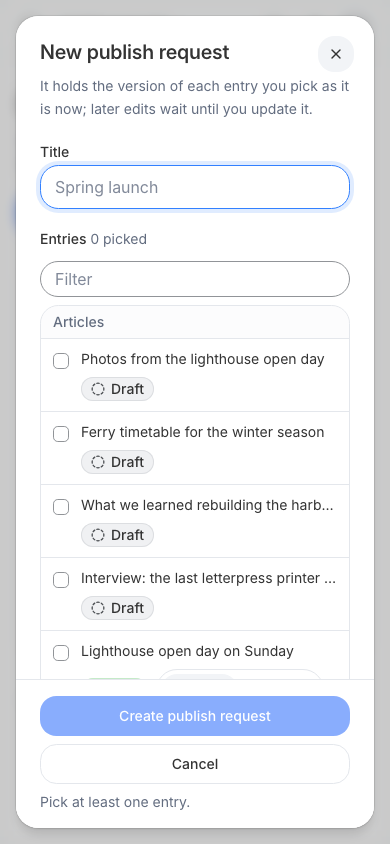 New publish request
It holds the version of each entry you pick as it
is now; later edits wait until you update it.
Title
Spring launch
Entries 0 picked
Filter
Articles
Photos from the lighthouse open day
Draft
Ferry timetable for the winter season
Draft
What we learned rebuilding the harb...
Draft
Interview: the last letterpress printer ...
Draft
Lighthouse open day on Sunday
Create publish request
Cancel
Pick at least one entry.